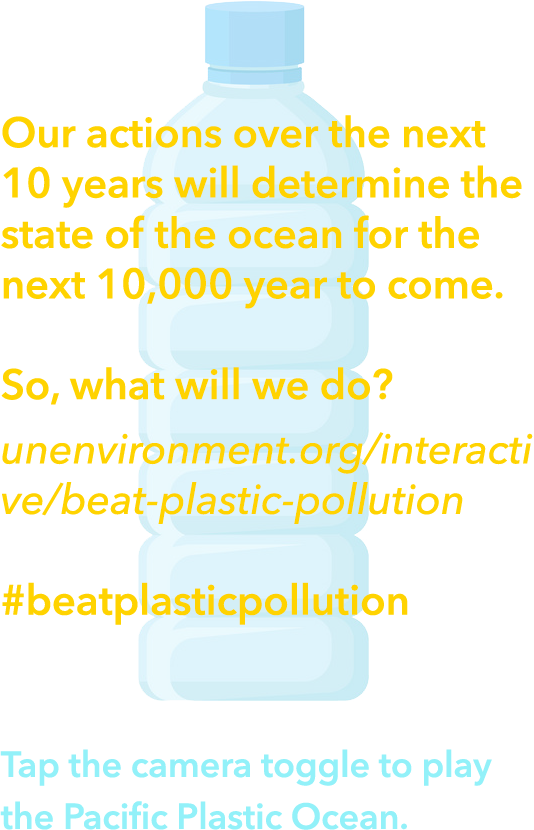 Our actions over the next
10 years will determine the
state of the ocean for the
next 10,000 year to come.
So, what will we do?
unenvironment.org/interacti
ve/beat-plastic-pollution
#beatplasticpollution
Tap the camera toggle to play
the Pacific Plastic Ocean.